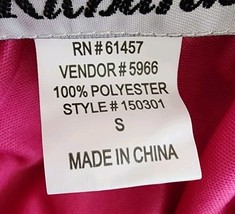 RN # 61457
VENDOR # 5966
100% POLYESTER
STYLE # 150301
S
MADE IN CHINA